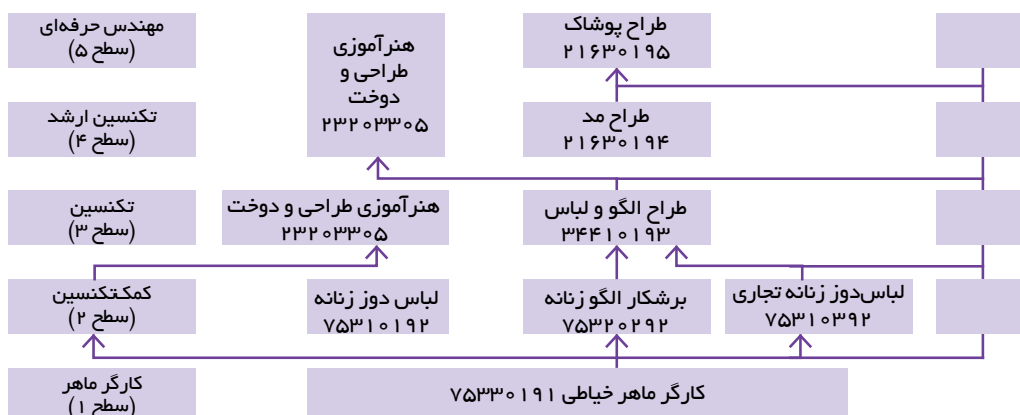 مهندس حرفه‌ای
(سطح ۵)
هنرآموزی
طراحی و
دوخت
۲۳۲۰۳۳۰۵
طراح پوشاک
۲۱۶۳۰۱۹۵
تکنسین ارشد
(سطح ۴)
طراح مد
۲۱۶۳۰۱۹۴
تکنسین
(سطح ۳)
هنرآموزی طراحی و دوخت
۲۳۲۰۳۳۰۵
طراح الگو و لباس
۳۴۴۱۰۱۹۳
کمک‌تکنسین
(سطح ۲)
لباس دوز زنانه
۷۵۳۱۰۱۹۲
برشکار الگو زنانه
۷۵۳۲۰۲۹۲
لباس‌دوز زنانه تجاری
۷۵۳۱۰۳۹۲
کارگر ماهر
(سطح ۱)
کارگر ماهر خیاطی ۷۵۳۳۰۱۹۱